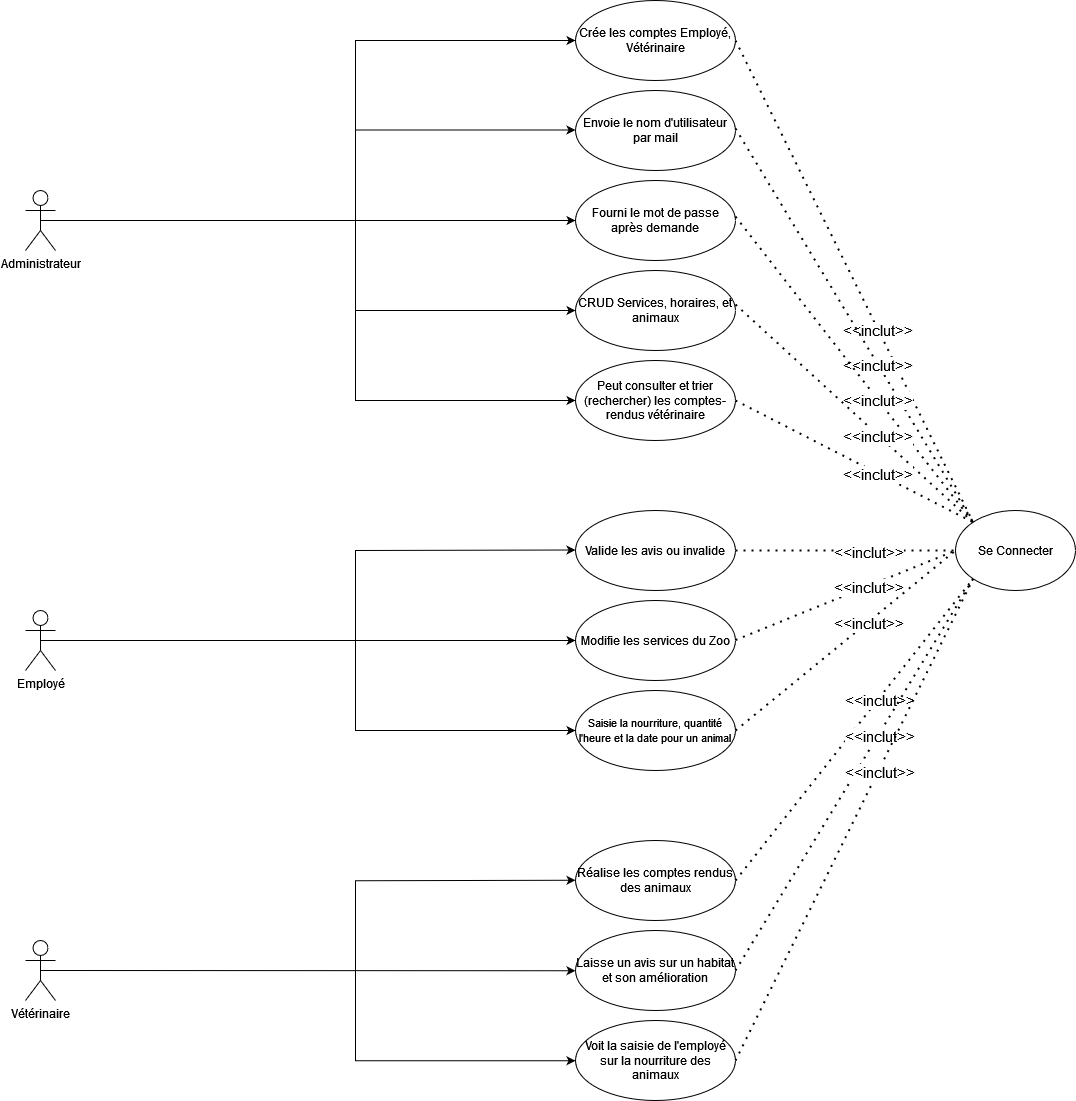 Crée les comptes Employé,
Vétérinaire
Envoie le nom d'utilisateur
par mail
Administrateur
Fourni le mot de passe
après demande
CRUD Services, horaires, et
animaux
Peut consulter et trier
(rechercher) les comptes-
rendus vétérinaire
<<inclut>>
<<inclut>>
<<inclut>>
<<inclut>>
<<inclut>>
Se Connecter
Employé
Valide les avis ou invalide
Modifie les services du Zoo
Saisie la nourriture, quantité
l'heure et la date pour un animal
<<inclut>>
<<inclut>>
<<inclut>>
<<inclut>>
<<inclut>>
<<inclut>>
Vétérinaire
Réalise les comptes rendus
des animaux
Laisse un avis sur un habitat
et son amélioration
Voit la saisie de l'employé
sur la nourriture des
animaux